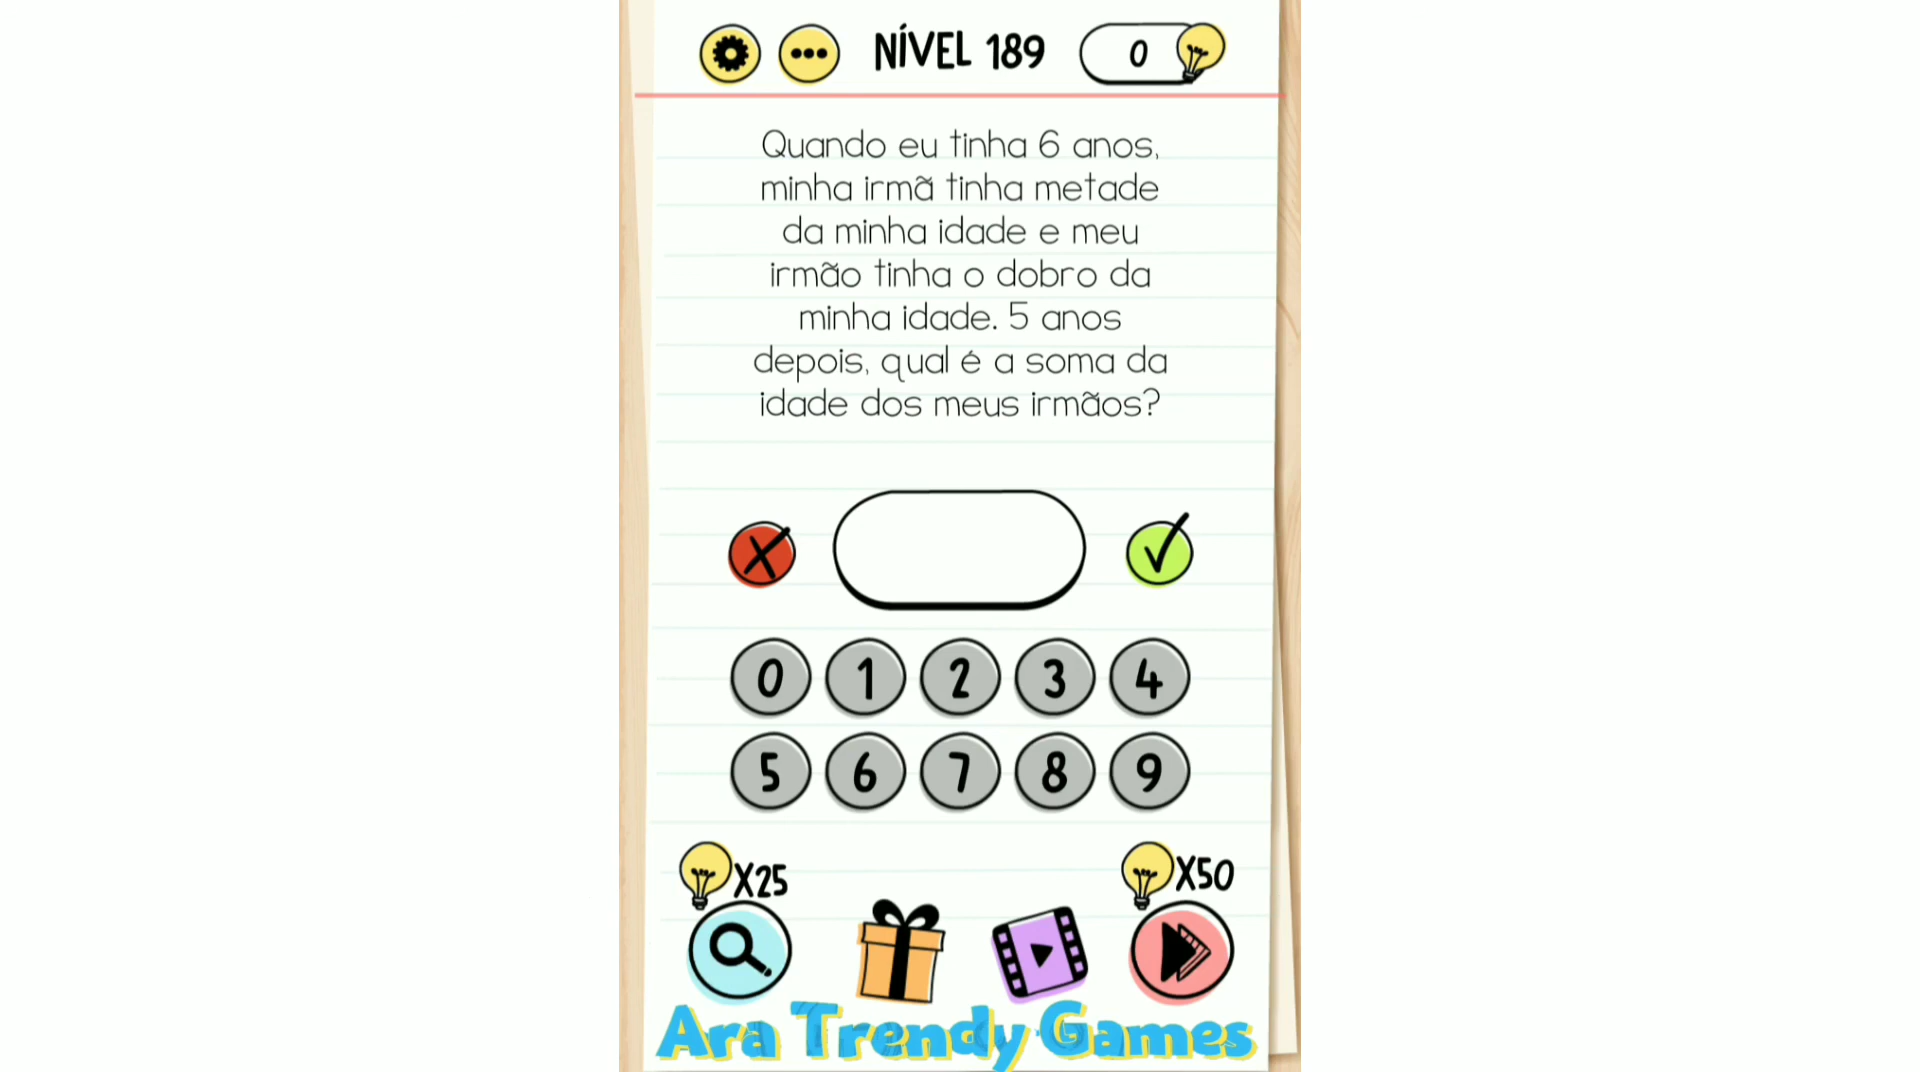 NÍVEL 189
0
Quando eu tinha 6 anos,
minha irmã tinha metade
da minha idade e meu
irmão tinha o dobro da
minha idade. 5 anos
depois, qual é a soma da
idade dos meus irmãos?
0 1 2 3 4
5 6 7 8 9
X25
X50
Ara Trendy Games